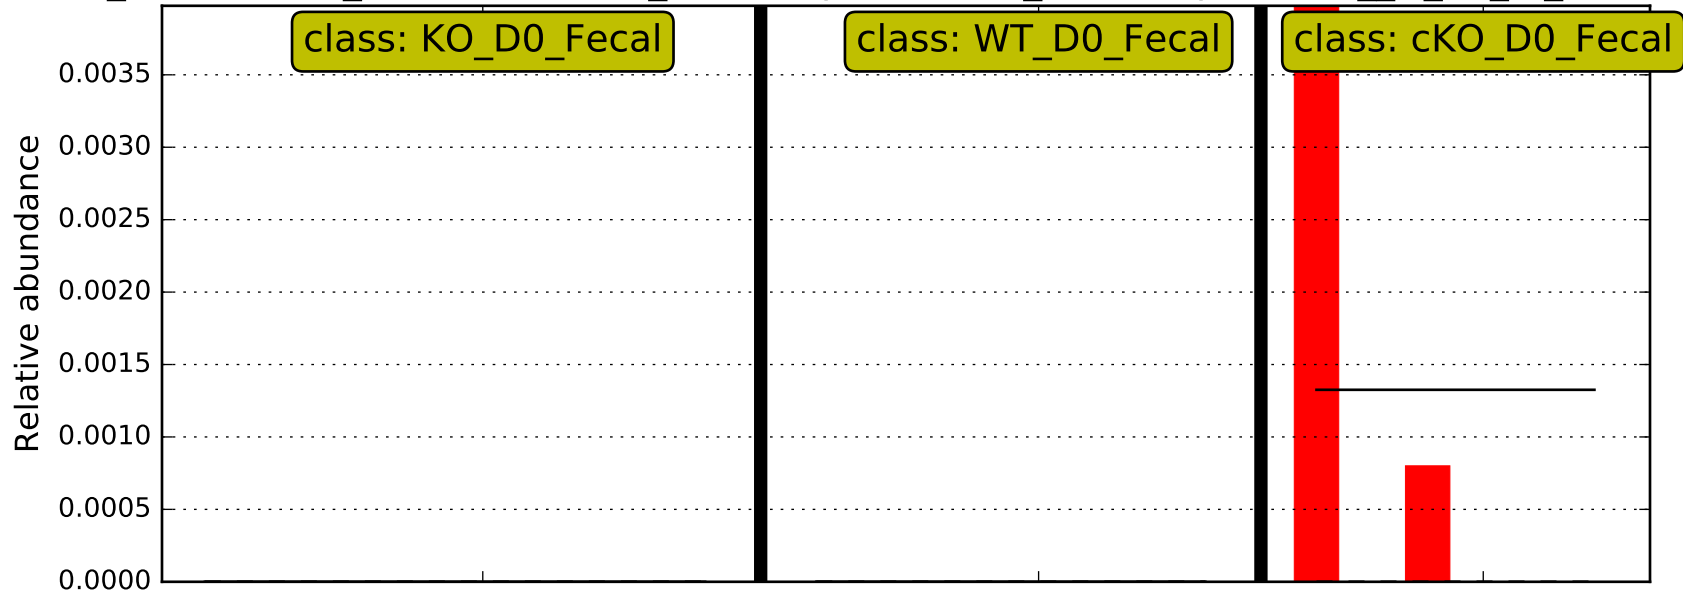 class: KO_D0_Fecal
class: WT_D0_Fecal
class: cKO_D0_Fecal
Relative abundance
0.0035
0.0030
0.0025
0.0020
0.0015
0.0010
0.0005
0.0000